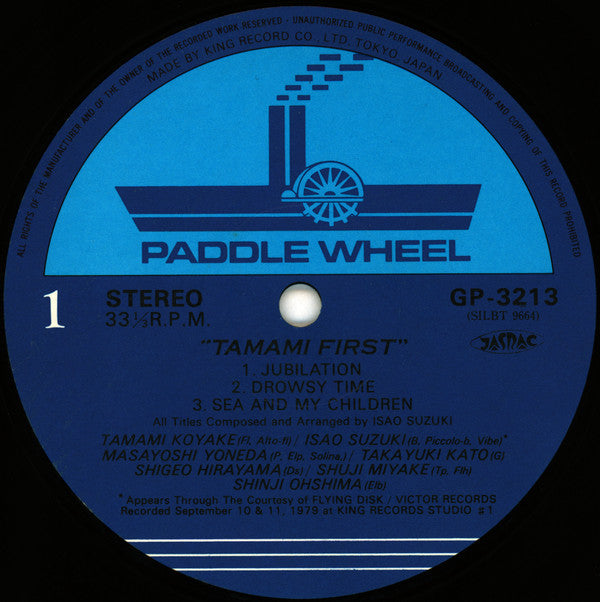 ALL RIGHTS OF THE MANUFACTURER AND OF THE OWNER OF THE RECORDED WORK RESERVED - UNAUTHORIZED PUBLIC PERFORMANCE BROADCASTING AND COPYING OF THIS RECORD PROHIBITED
MADE BY KING RECORD CO., LTD. TOKYO, JAPAN
PADDLE WHEEL
1
STEREO
33 1/3 R.P.M.
GP-3213
(SILBT 9664)
JASRAC
"TAMAMI FIRST"
1. JUBILATION
2. DROWSY TIME
3. SEA AND MY CHILDREN
All Titles Composed and Arranged by ISAO SUZUKI
TAMAMI KOYAKE (Fl, Alto-fl) / ISAO SUZUKI (B, Piccolo-b, Vibe)*
MASAYOSHI YONEDA (P, Elp, Solina,) / TAKAYUKI KATO (G)
SHIGEO HIRAYAMA (Ds) / SHUJI MIYAKE (Tp, Flh)
SHINJI OHSHIMA (Elb)
*Appears Through The Courtesy of FLYING DISK / VICTOR RECORDS
Recorded September 10 & 11, 1979 at KING RECORDS STUDIO #1